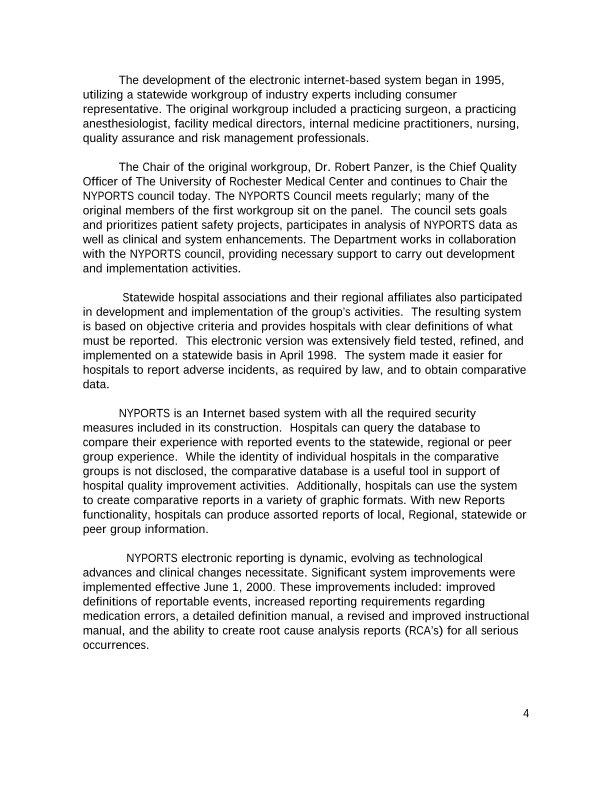 The development of the electronic internet-based system began in 1995,
utilizing a statewide workgroup of industry experts including consumer
representative. The original workgroup included a practicing surgeon, a practicing
anesthesiologist, facility medical directors, internal medicine practitioners, nursing,
quality assurance and risk management professionals.
The Chair of the original workgroup, Dr. Robert Panzer, is the Chief Quality
Officer of The University of Rochester Medical Center and continues to Chair the
NYPORTS council today. The NYPORTS Council meets regularly; many of the
original members of the first workgroup sit on the panel.  The council sets goals
and prioritizes patient safety projects, participates in analysis of NYPORTS data as
well as clinical and system enhancements. The Department works in collaboration
with the NYPORTS council, providing necessary support to carry out development
and implementation activities.
Statewide hospital associations and their regional affiliates also participated
in development and implementation of the group's activities.  The resulting system
is based on objective criteria and provides hospitals with clear definitions of what
must be reported.  This electronic version was extensively field tested, refined, and
implemented on a statewide basis in April 1998.  The system made it easier for
hospitals to report adverse incidents, as required by law, and to obtain comparative
data.
NYPORTS is an Internet based system with all the required security
measures included in its construction.  Hospitals can query the database to
compare their experience with reported events to the statewide, regional or peer
group experience.  While the identity of individual hospitals in the comparative
groups is not disclosed, the comparative database is a useful tool in support of
hospital quality improvement activities.  Additionally, hospitals can use the system
to create comparative reports in a variety of graphic formats. With new Reports
functionality, hospitals can produce assorted reports of local, Regional, statewide or
peer group information.
NYPORTS electronic reporting is dynamic, evolving as technological
advances and clinical changes necessitate. Significant system improvements were
implemented effective June 1, 2000. These improvements included: improved
definitions of reportable events, increased reporting requirements regarding
medication errors, a detailed definition manual, a revised and improved instructional
manual, and the ability to create root cause analysis reports (RCA's) for all serious
occurrences.
4